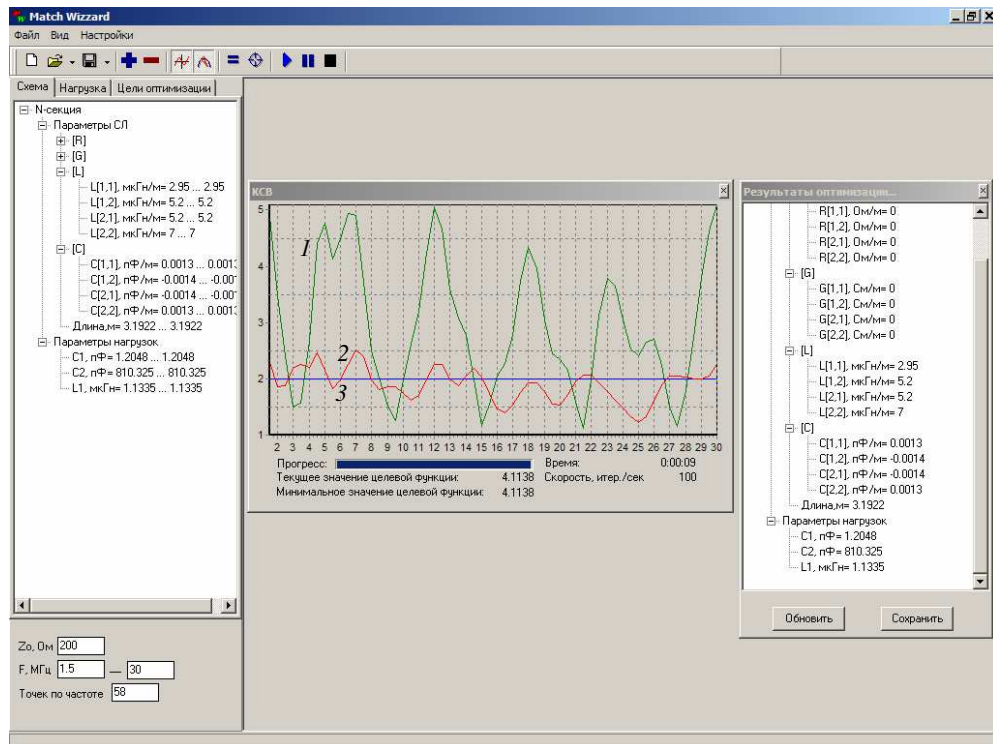 Match Wizzard
Файл Вид Настройки
Схема Нагрузка Цели оптимизации
N-секция
Параметры СЛ
[R]
[G]
[L]
L[1,1], мкГн/м= 2.95 ... 2.95
L[1,2], мкГн/м= 5.2 ... 5.2
L[2,1], мкГн/м= 5.2 ... 5.2
L[2,2], мкГн/м= 7 ... 7
[C]
C[1,1], пФ/м= 0.0013 ... 0.001
C[1,2], пФ/м= -0.0014 ... -0.00
C[2,1], пФ/м= -0.0014 ... -0.00
C[2,2], пФ/м= 0.0013 ... 0.001
Длина,м= 3.1922 ... 3.1922
Параметры нагрузок
C1, пФ= 1.2048 ... 1.2048
C2, пФ= 810.325 ... 810.325
L1, мкГн= 1.1335 ... 1.1335
Zo, Ом 200
F, МГц 1.5 — 30
Точек по частоте 58
КСВ
5
4
3
2
1
1
2
3
2 3 4 5 6 7 8 9 10 11 12 13 14 15 16 17 18 19 20 21 22 23 24 25 26 27 28 29 30
Прогресс: Время: 0:00:09
Текущее значение целевой функции: 4.1138 Скорость, итер./сек 100
Минимальное значение целевой функции: 4.1138
Результаты оптимизации...
R[1,1], Ом/м= 0
R[1,2], Ом/м= 0
R[2,1], Ом/м= 0
R[2,2], Ом/м= 0
[G]
G[1,1], См/м= 0
G[1,2], См/м= 0
G[2,1], См/м= 0
G[2,2], См/м= 0
[L]
L[1,1], мкГн/м= 2.95
L[1,2], мкГн/м= 5.2
L[2,1], мкГн/м= 5.2
L[2,2], мкГн/м= 7
[C]
C[1,1], пФ/м= 0.0013
C[1,2], пФ/м= -0.0014
C[2,1], пФ/м= -0.0014
C[2,2], пФ/м= 0.0013
Длина,м= 3.1922
Параметры нагрузок
C1, пФ= 1.2048
C2, пФ= 810.325
L1, мкГн= 1.1335
Обновить Сохранить